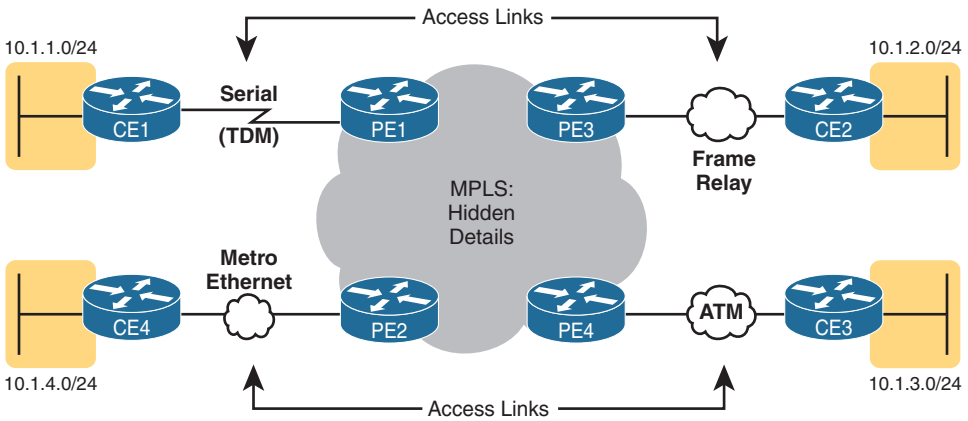 Access Links
10.1.1.0/24
10.1.2.0/24
Serial
(TDM)
CE1
PE1
PE3
CE2
Frame
Relay
MPLS:
Hidden
Details
Metro
Ethernet
CE4
PE2
PE4
ATM
CE3
10.1.4.0/24
10.1.3.0/24
Access Links